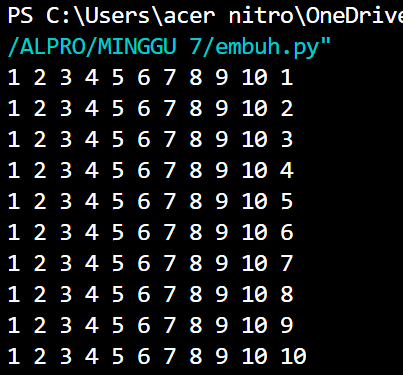 PS C:\Users\acer nitro\OneDrive
/ALPRO/MINGGU 7/embuh.py"
1 2 3 4 5 6 7 8 9 10 1
1 2 3 4 5 6 7 8 9 10 2
1 2 3 4 5 6 7 8 9 10 3
1 2 3 4 5 6 7 8 9 10 4
1 2 3 4 5 6 7 8 9 10 5
1 2 3 4 5 6 7 8 9 10 6
1 2 3 4 5 6 7 8 9 10 7
1 2 3 4 5 6 7 8 9 10 8
1 2 3 4 5 6 7 8 9 10 9
1 2 3 4 5 6 7 8 9 10 10